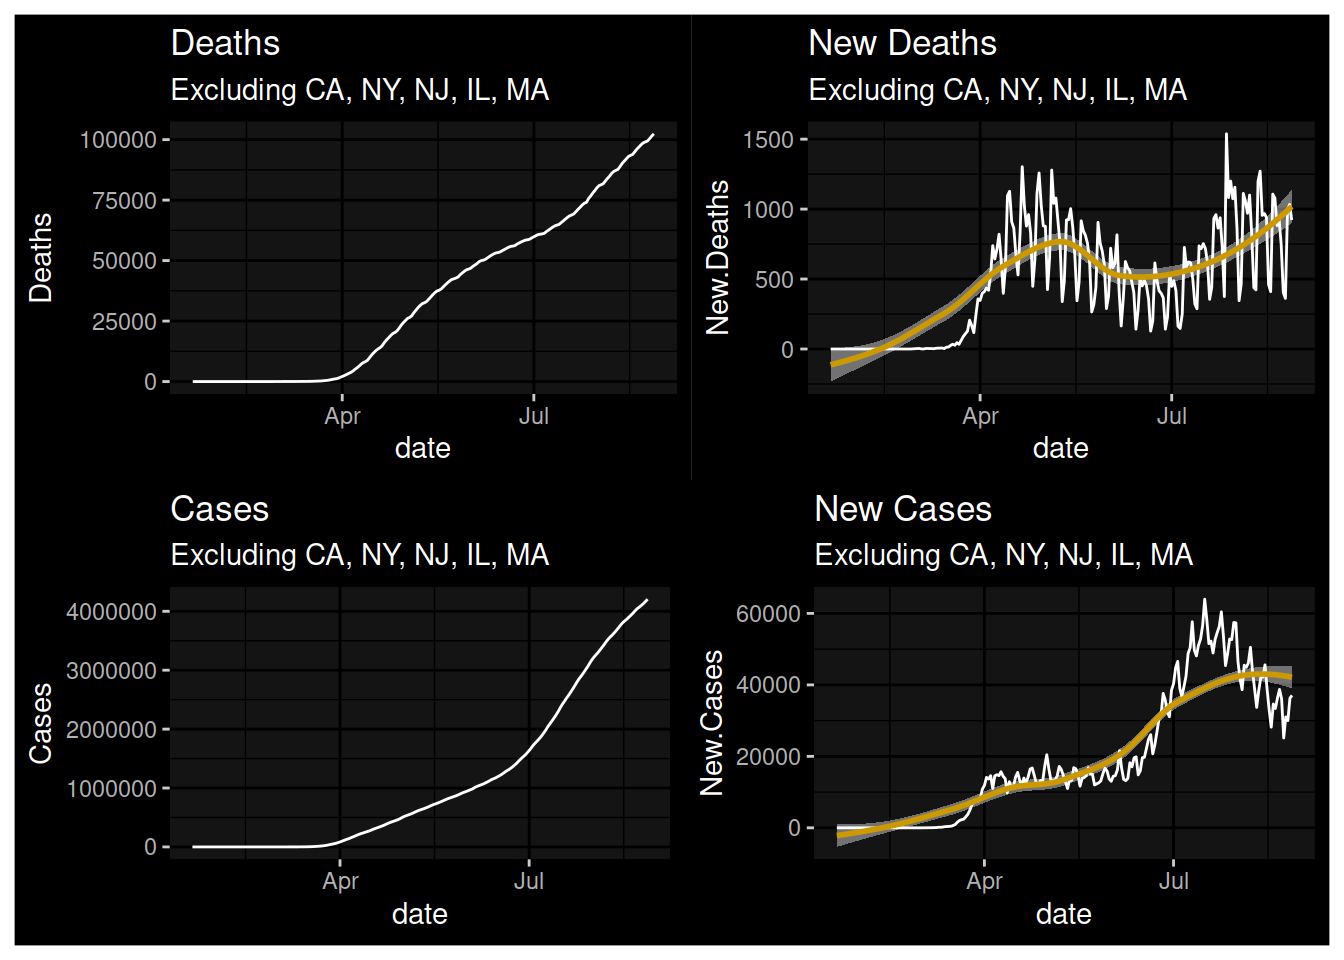 Deaths
Excluding CA, NY, NJ, IL, MA
100000
75000
50000
25000
0
Deaths
Apr
Jul
date
New Deaths
Excluding CA, NY, NJ, IL, MA
1500
1000
500
0
New.Deaths
Apr
Jul
date
Cases
Excluding CA, NY, NJ, IL, MA
4000000
3000000
2000000
1000000
0
Cases
Apr
Jul
date
New Cases
Excluding CA, NY, NJ, IL, MA
60000
40000
20000
0
New.Cases
Apr
Jul
date